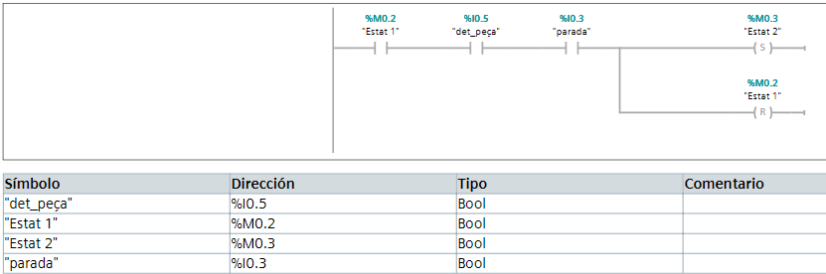 %M0.2 %I0.5 %I0.3 %M0.3
"Estat 1" "det_peça" "parada" "Estat 2"
S
%M0.2
"Estat 1"
R
Símbolo Dirección Tipo Comentario
"det_peça" %I0.5 Bool
"Estat 1" %M0.2 Bool
"Estat 2" %M0.3 Bool
"parada" %I0.3 Bool